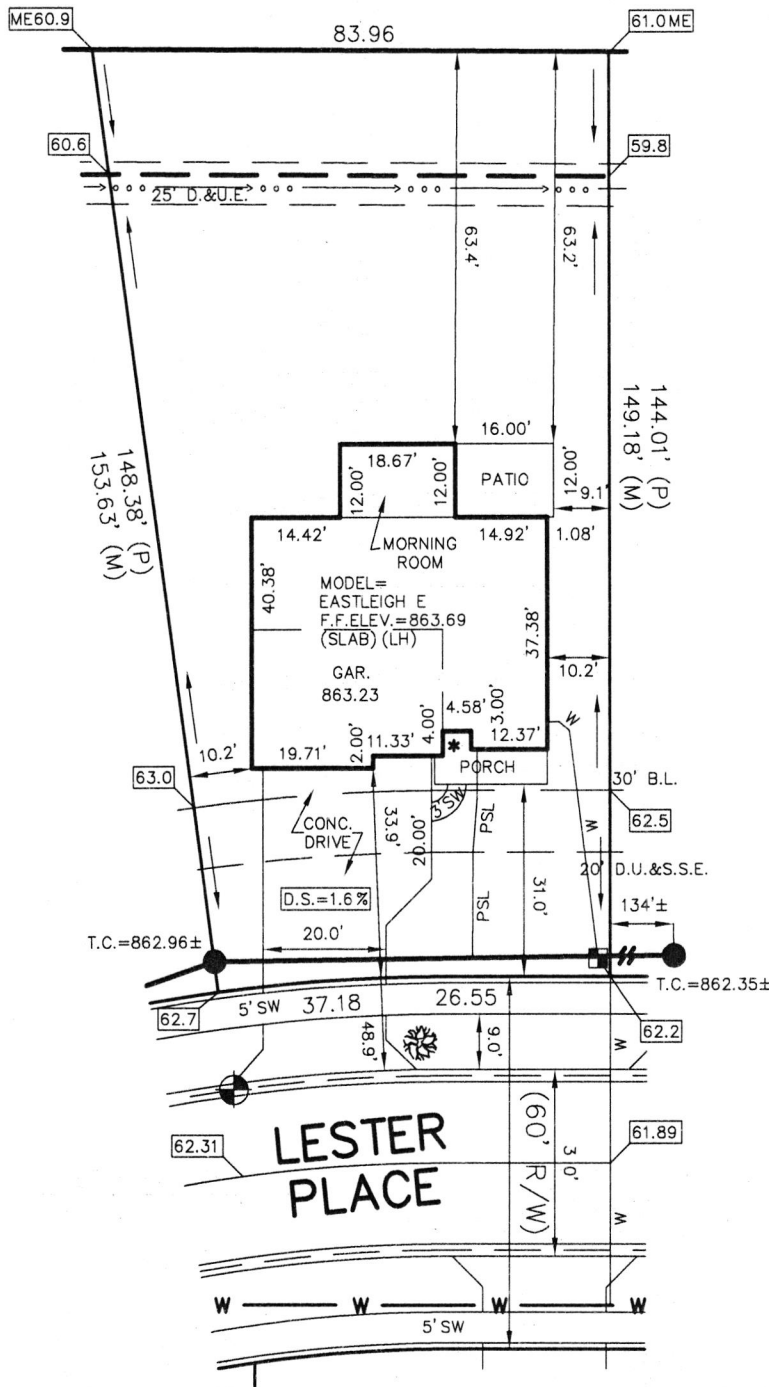 ME60.9
83.96
61.0 ME
60.6
59.8
25' D.&U.E.
63.4'
63.2'
148.38' (P)
153.63' (M)
144.01' (P)
149.18' (M)
16.00'
18.67'
12.00'
12.00'
PATIO
12.00'
9.1'
14.42'
MORNING
ROOM
14.92'
1.08'
40.38'
MODEL=
EASTLEIGH E
F.F.ELEV.=863.69
(SLAB) (LH)
37.38'
GAR.
863.23
10.2'
4.58'
3.00'
W
10.2'
19.71'
2.00'
11.33'
4.00'
*
12.37'
PORCH
63.0
30' B.L.
62.5
CONC.
DRIVE
33.9'
20.00'
3' SW
PSL
W
20' D.U.&S.S.E.
D.S.=1.6%
PSL
31.0'
134'±
20.0'
T.C.=862.96±
T.C.=862.35±
62.7
5' SW
37.18
26.55
62.2
48.9'
9.0'
W
LESTER
PLACE
(60' R/W)
62.31
61.89
W
W W W W
5' SW